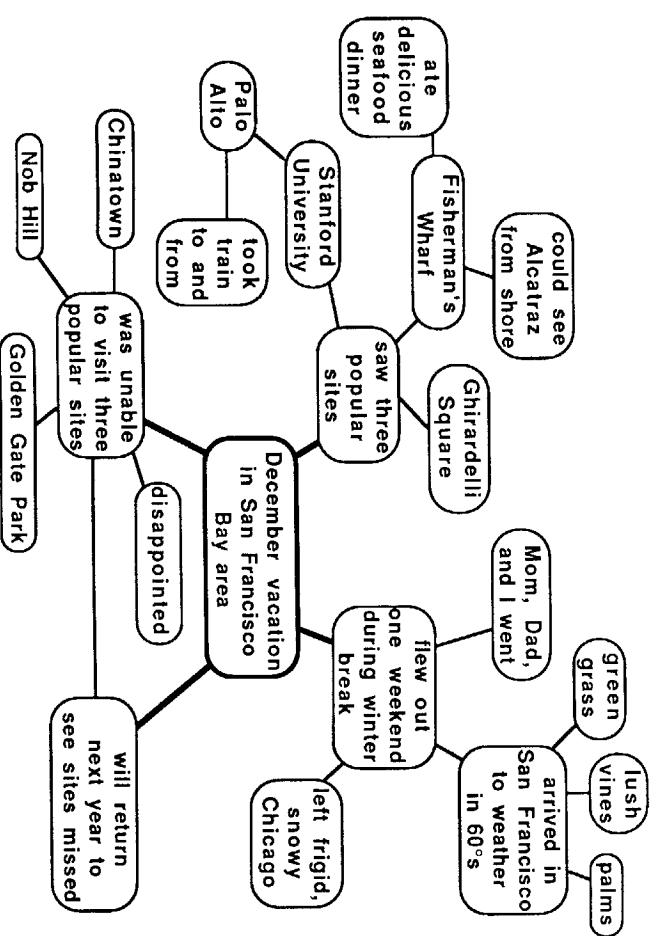 could see
Alcatraz
from shore
ate
delicious
seafood
dinner
Fisherman's
Wharf
Ghirardelli
Square
Stanford
University
Palo
Alto
took
train
to and
from
saw three
popular
sites
Mom, Dad,
and I went
green
grass
lush
vines
palms
arrived in
San Francisco
to weather
in 60°s
flew out
one weekend
during winter
break
left frigid,
snowy
Chicago
December vacation
in San Francisco
Bay area
Chinatown
Nob Hill
was unable
to visit three
popular sites
Golden Gate Park
disappointed
will return
next year to
see sites missed